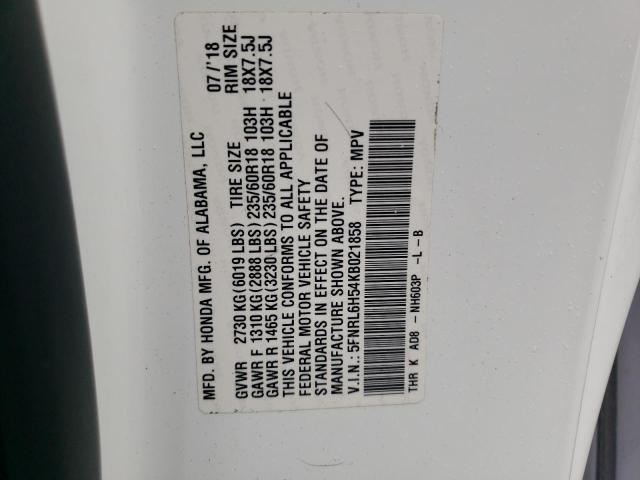 MFD. BY HONDA MFG. OF ALABAMA, LLC 07/'18
GVWR 2730 KG(6019 LBS) TIRE SIZE RIM SIZE
GAWR F 1310 KG(2888 LBS)235/60R18 103H 18X7.5J
GAWR R 1465 KG(3230 LBS)235/60R18 103H 18X7.5J
THIS VEHICLE CONFORMS TO ALL APPLICABLE
FEDERAL MOTOR VEHICLE SAFETY
STANDARDS IN EFFECT ON THE DATE OF
MANUFACTURE SHOWN ABOVE.
V.I.N.: 5FNRL6H54KB021858 TYPE: MPV
THR K AD8 - NH603P -L-B